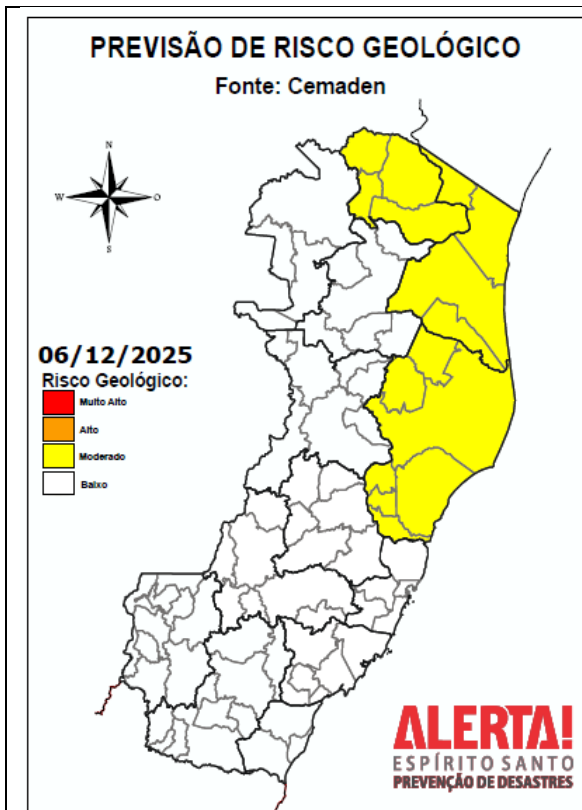 PREVISÃO DE RISCO GEOLÓGICO
Fonte: Cemaden
N
W
O
S
06/12/2025
Risco Geológico:
Muito Alto
Alto
Moderado
Baixo
ALERTA!
ESPÍRITO SANTO
PREVENÇÃO DE DESASTRES